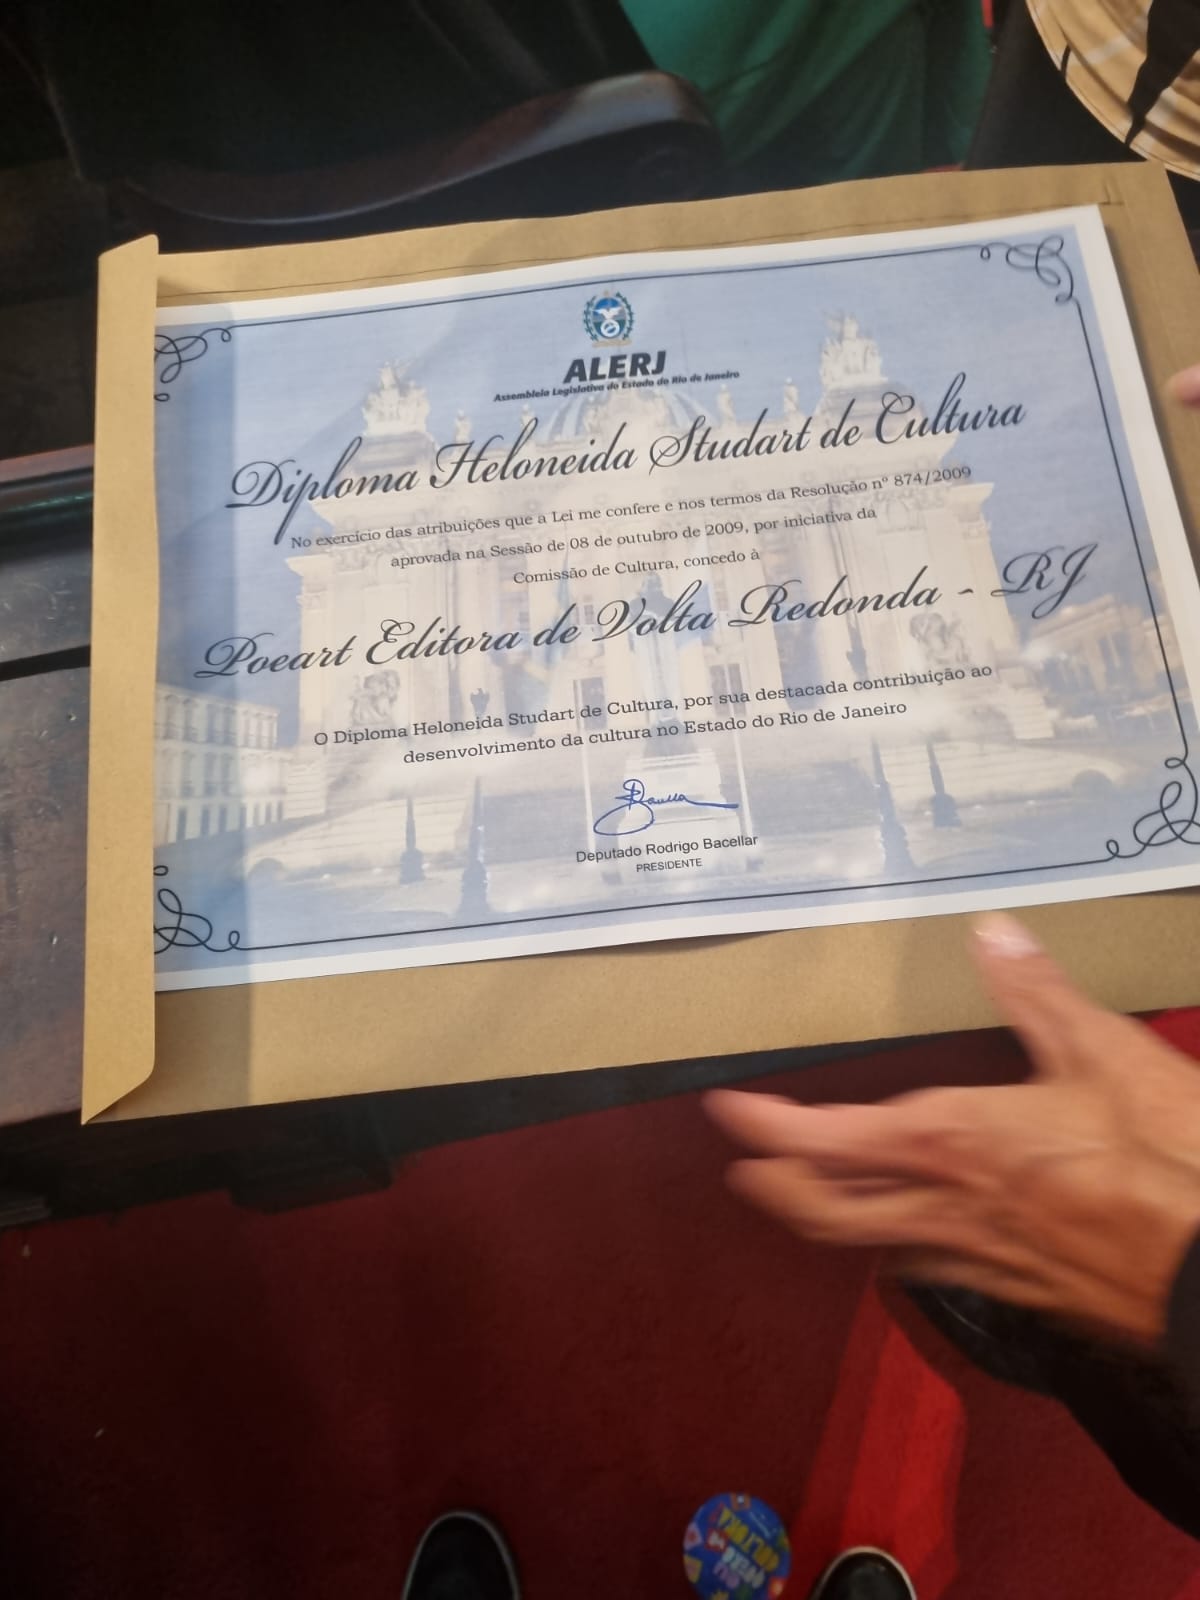 ALERJ
Assembleia Legislativa do Estado do Rio de Janeiro
Diploma Heloneida Studart de Cultura
No exercício das atribuições que a Lei me confere e nos termos da Resolução nº 874/2009
aprovada na Sessão de 08 de outubro de 2009, por iniciativa da
Comissão de Cultura, concedo à
Poeart Editora de Volta Redonda - RJ
O Diploma Heloneida Studart de Cultura, por sua destacada contribuição ao
desenvolvimento da cultura no Estado do Rio de Janeiro
Deputado Rodrigo Bacellar
PRESIDENTE